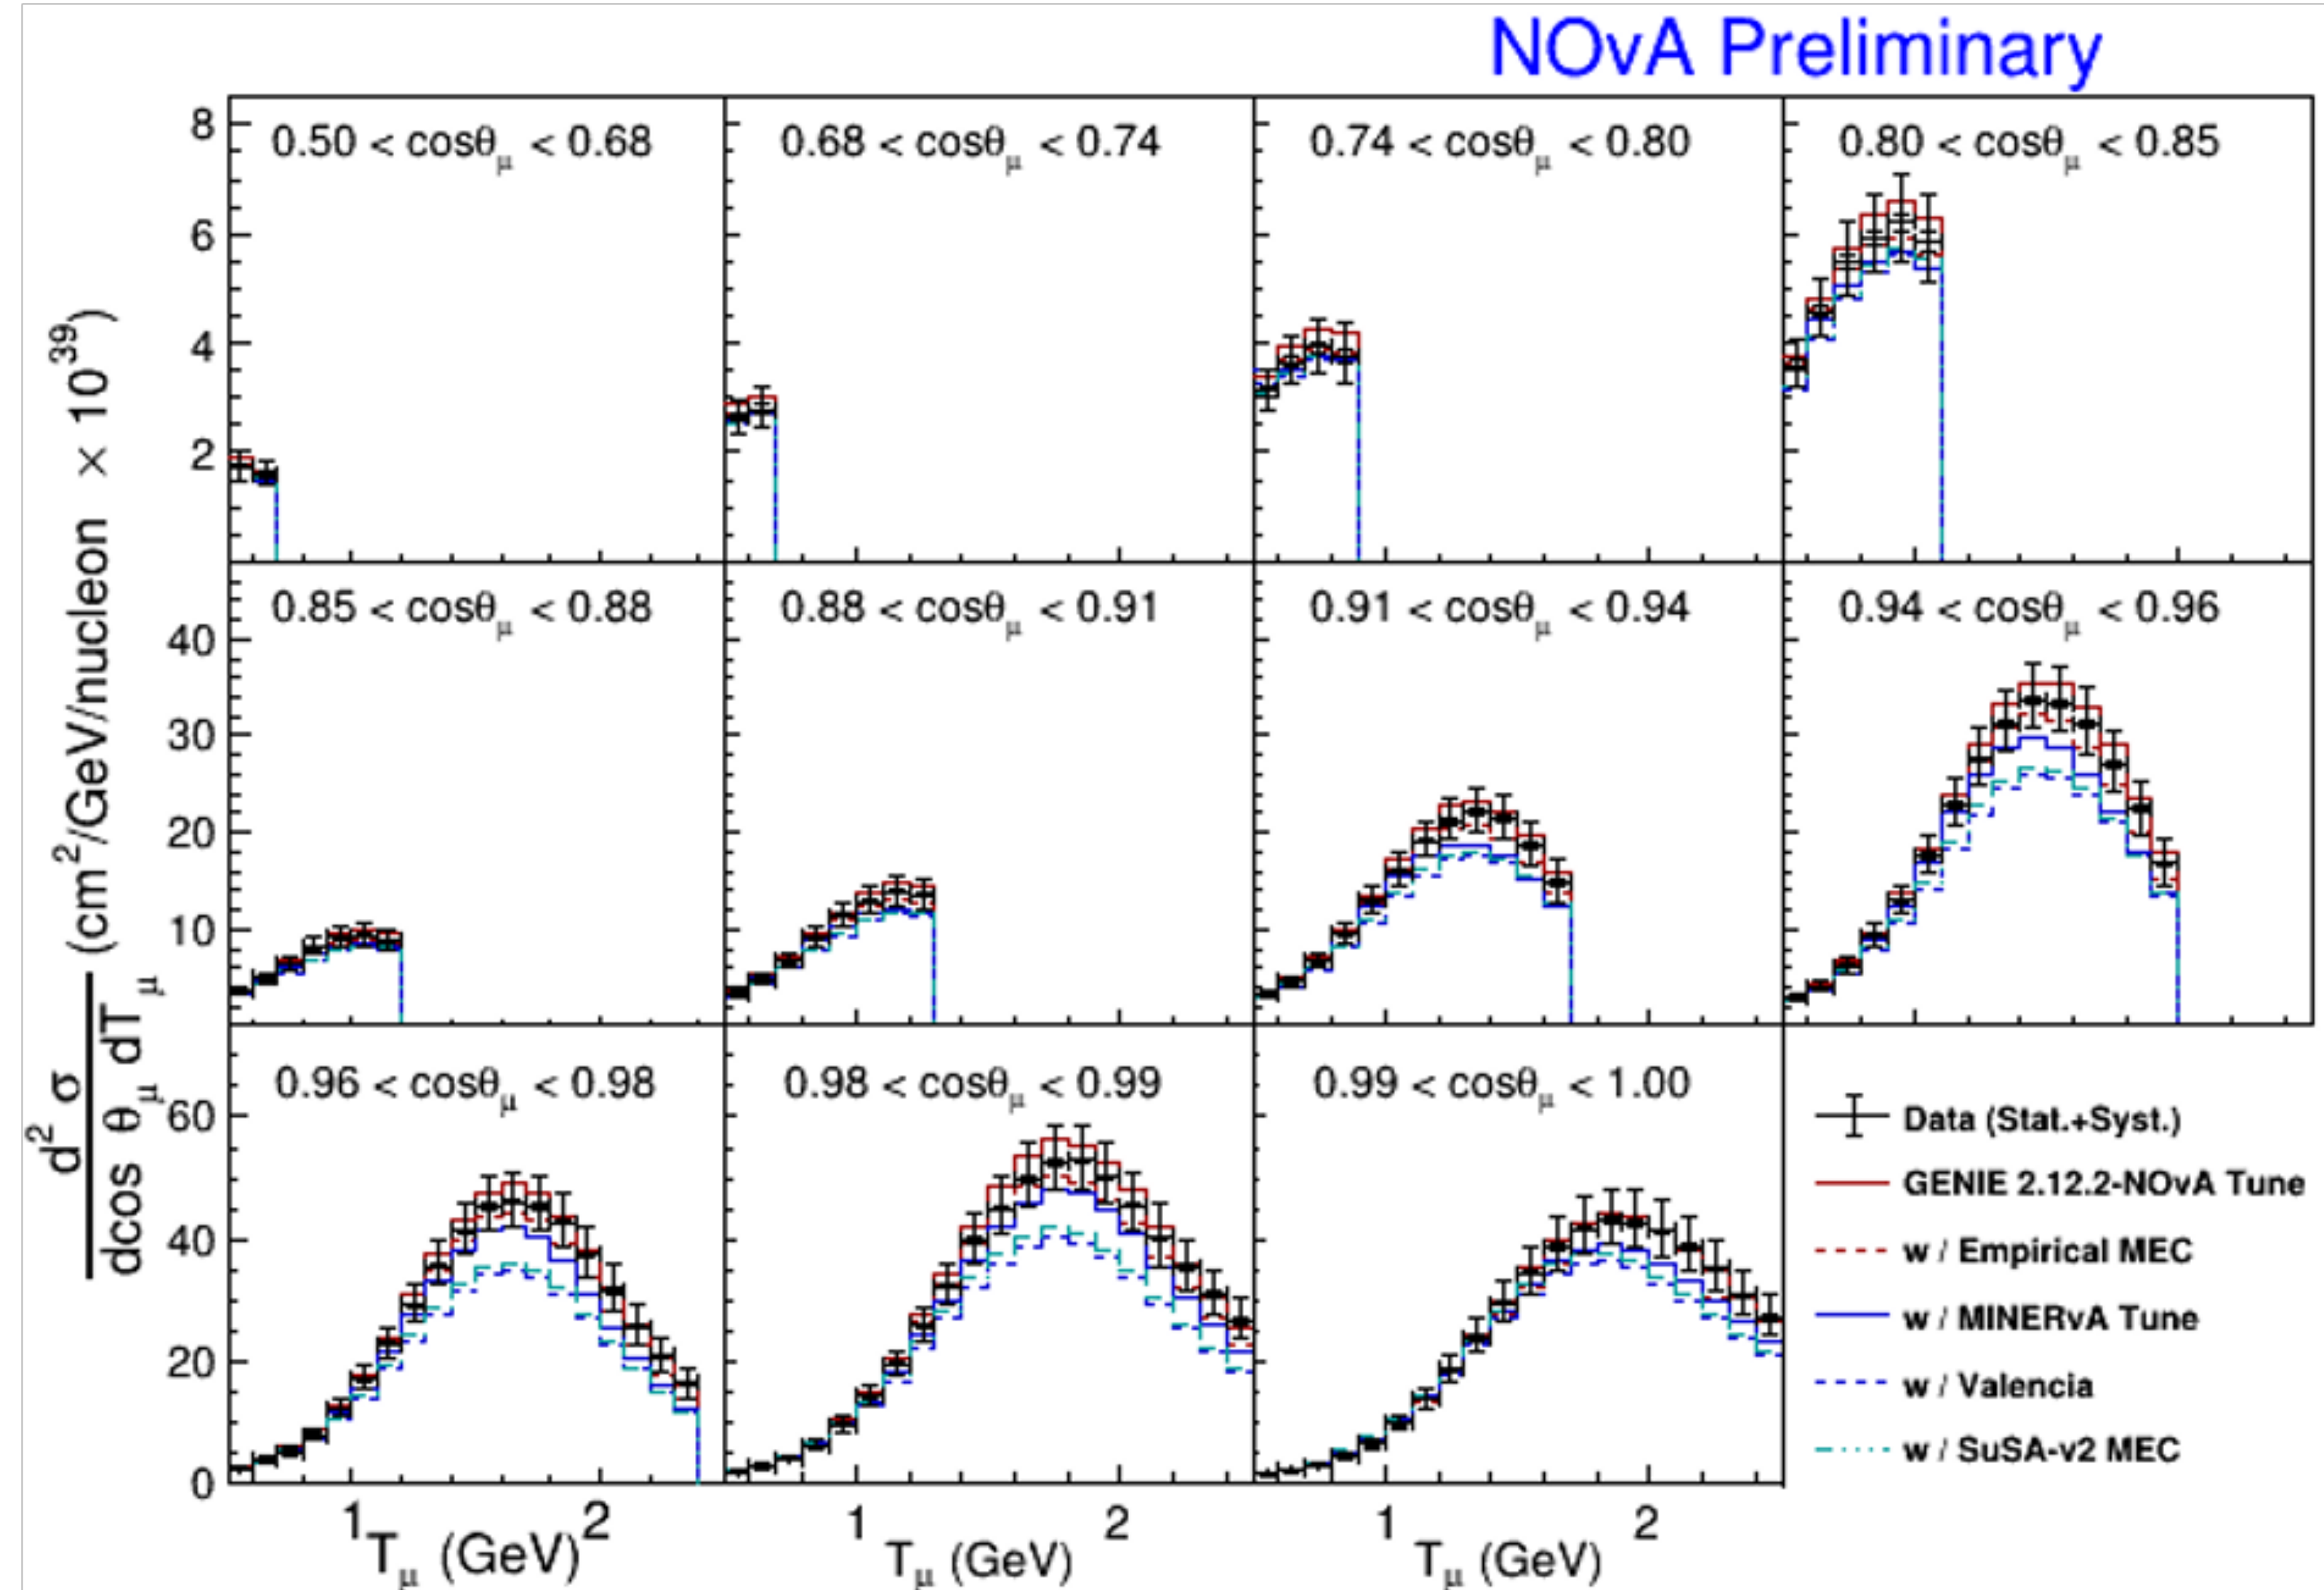 NOνA Preliminary
d² σ / dcos θμ dTμ (cm²/GeV/nucleon × 10³⁹)
0.50 < cosθμ < 0.68
0.68 < cosθμ < 0.74
0.74 < cosθμ < 0.80
0.80 < cosθμ < 0.85
8
6
4
2
0.85 < cosθμ < 0.88
0.88 < cosθμ < 0.91
0.91 < cosθμ < 0.94
0.94 < cosθμ < 0.96
40
30
20
10
0.96 < cosθμ < 0.98
0.98 < cosθμ < 0.99
0.99 < cosθμ < 1.00
60
40
20
0
1 2
1 2
1 2
Tμ (GeV)
Tμ (GeV)
Tμ (GeV)
Data (Stat.+Syst.)
GENIE 2.12.2-NOvA Tune
w / Empirical MEC
w / MINERvA Tune
w / Valencia
w / SuSA-v2 MEC